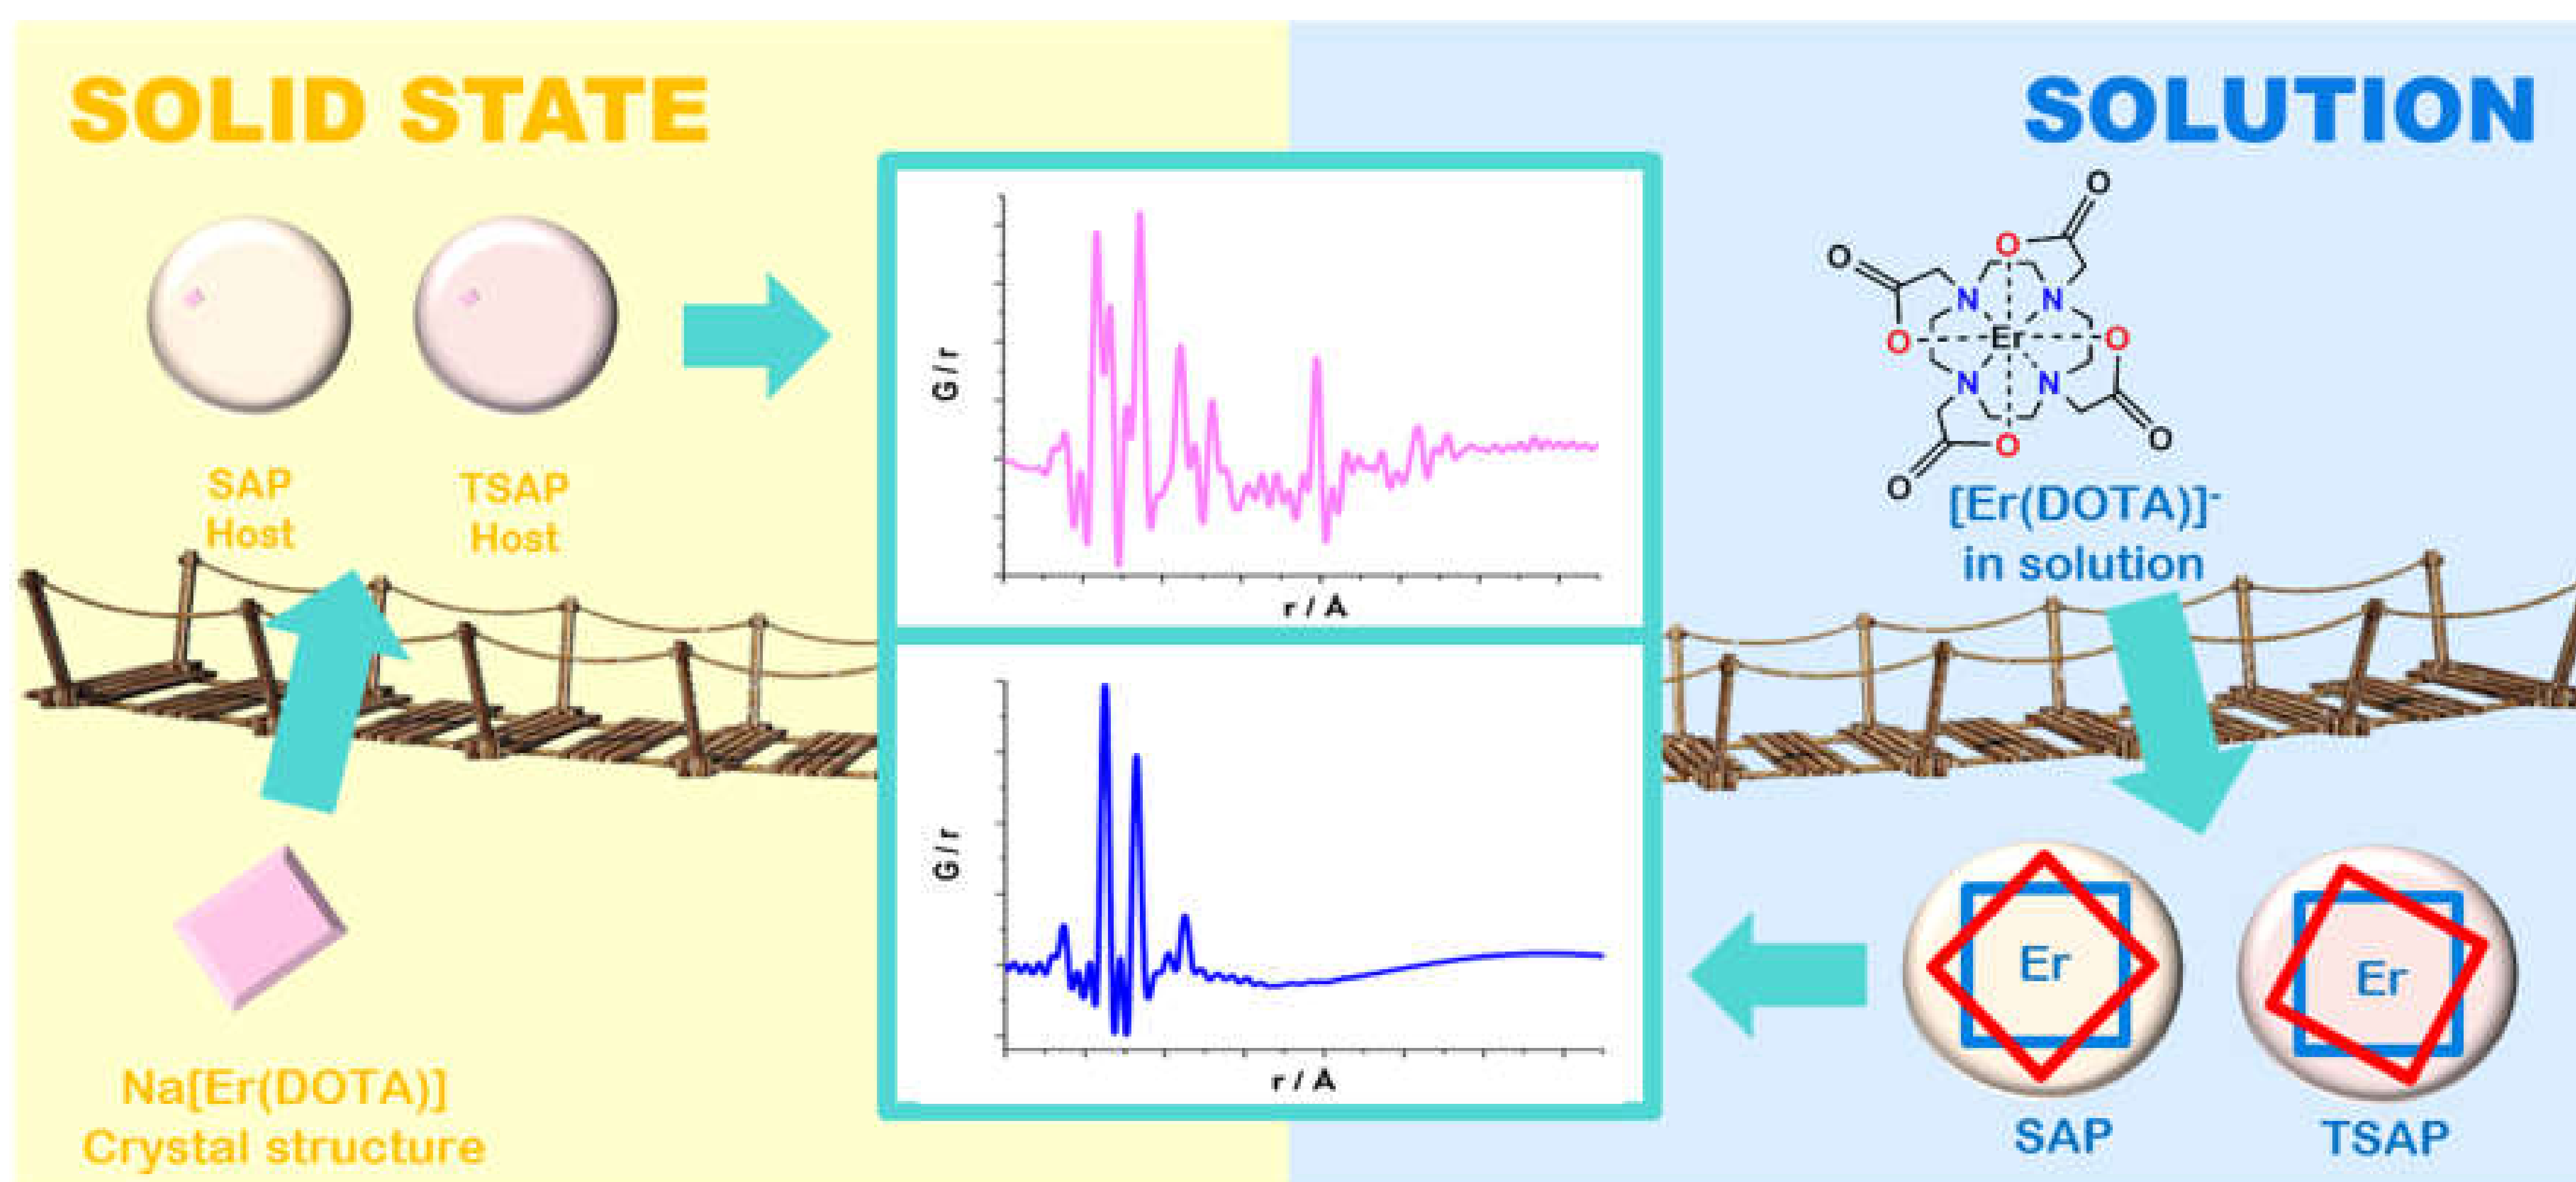 SOLID STATE
SAP
Host
TSAP
Host
Na[Er(DOTA)]
Crystal structure
G/r
r / Å
G/r
r / Å
SOLUTION
O
O
O
N
N
O
Er
O
N
N
O
O
O
[Er(DOTA)]-
in solution
Er
Er
SAP
TSAP